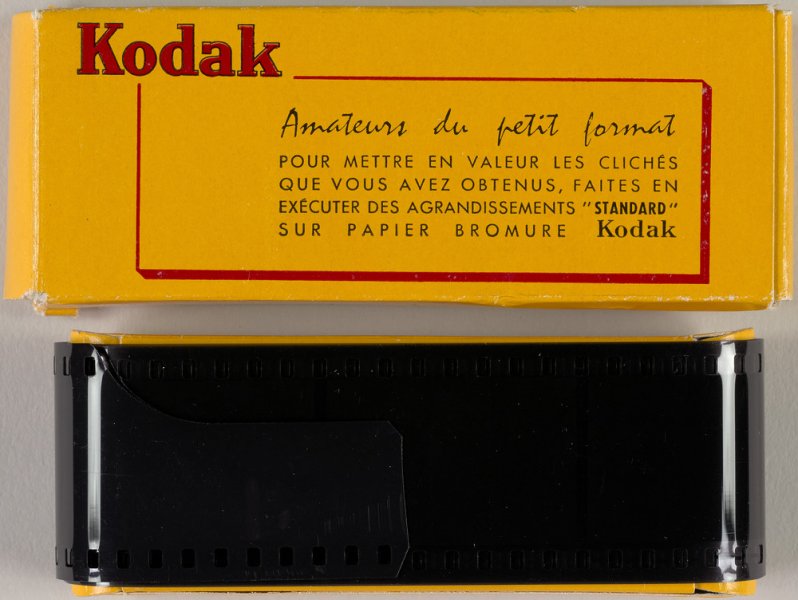 Kodak
Amateurs du petit format
POUR METTRE EN VALEUR LES CLICHÉS
QUE VOUS AVEZ OBTENUS, FAITES EN
EXÉCUTER DES AGRANDISSEMENTS "STANDARD"
SUR PAPIER BROMURE Kodak